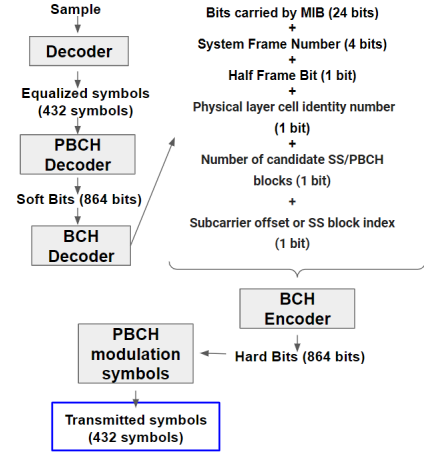 Sample
Decoder
Equalized symbols
(432 symbols)
PBCH
Decoder
Soft Bits (864 bits)
BCH
Decoder
Bits carried by MIB (24 bits)
+
System Frame Number (4 bits)
+
Half Frame Bit (1 bit)
+
Physical layer cell identity number
(1 bit)
+
Number of candidate SS/PBCH
blocks (1 bit)
+
Subcarrier offset or SS block index
(1 bit)
BCH
Encoder
Hard Bits (864 bits)
PBCH
modulation
symbols
Transmitted symbols
(432 symbols)